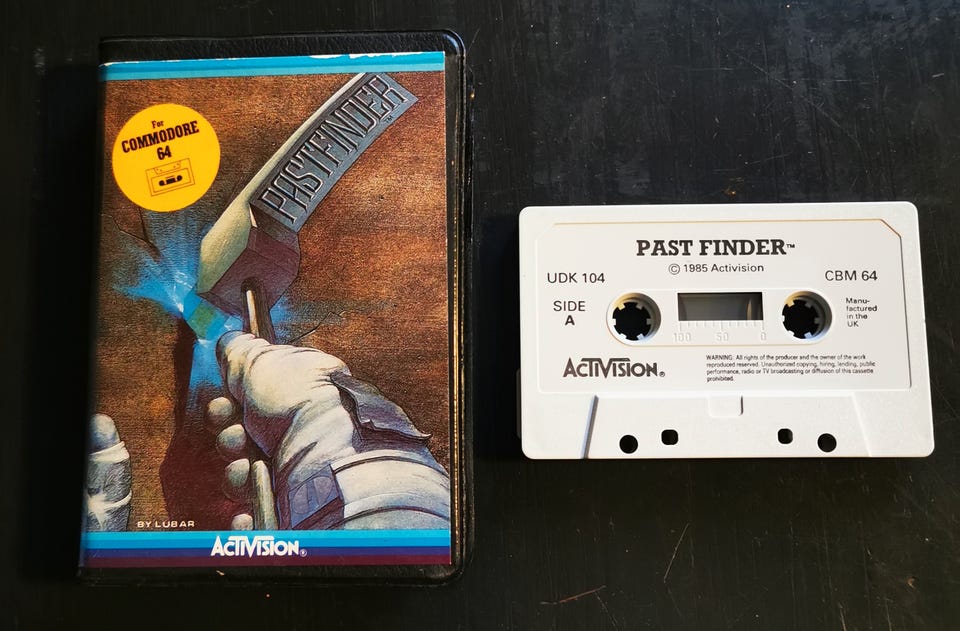 For
COMMODORE
64
PASTFINDER™
BY LUBAR
ACTIVISION®
PAST FINDER™
© 1985 Activision
UDK 104
CBM 64
SIDE
A
Manu-
factured
in the
UK
100 50 0
ACTIVISION®
WARNING: All rights of the producer and the owner of the work
reproduced reserved. Unauthorized copying, hiring, lending, public
performance, radio or TV broadcasting or diffusion of this cassette
prohibited.